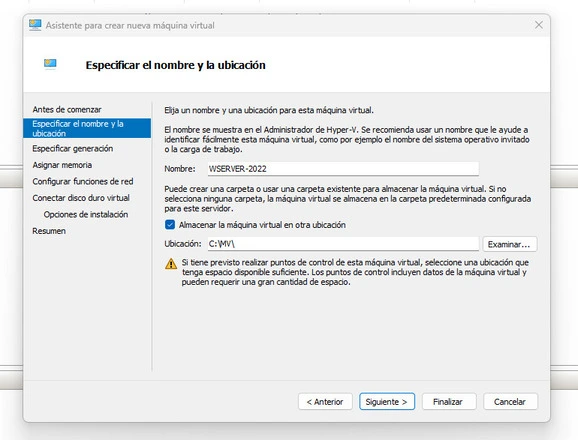 Asistente para crear nueva máquina virtual
Especificar el nombre y la ubicación
Antes de comenzar
Especificar el nombre y la
ubicación
Especificar generación
Asignar memoria
Configurar funciones de red
Conectar disco duro virtual
Opciones de instalación
Resumen
Elija un nombre y una ubicación para esta máquina virtual.
El nombre se muestra en el Administrador de Hyper-V. Se recomienda usar un nombre que le ayude a
identificar fácilmente esta máquina virtual, como por ejemplo el nombre del sistema operativo invitado
o la carga de trabajo.
Nombre: WSERVER-2022
Puede crear una carpeta o usar una carpeta existente para almacenar la máquina virtual. Si no
selecciona ninguna carpeta, la máquina virtual se almacena en la carpeta predeterminada configurada
para este servidor.
Almacenar la máquina virtual en otra ubicación
Ubicación: C:\MV\ Examinar...
Si tiene previsto realizar puntos de control de esta máquina virtual, seleccione una ubicación que
tenga espacio disponible suficiente. Los puntos de control incluyen datos de la máquina virtual y
pueden requerir una gran cantidad de espacio.
< Anterior Siguiente > Finalizar Cancelar